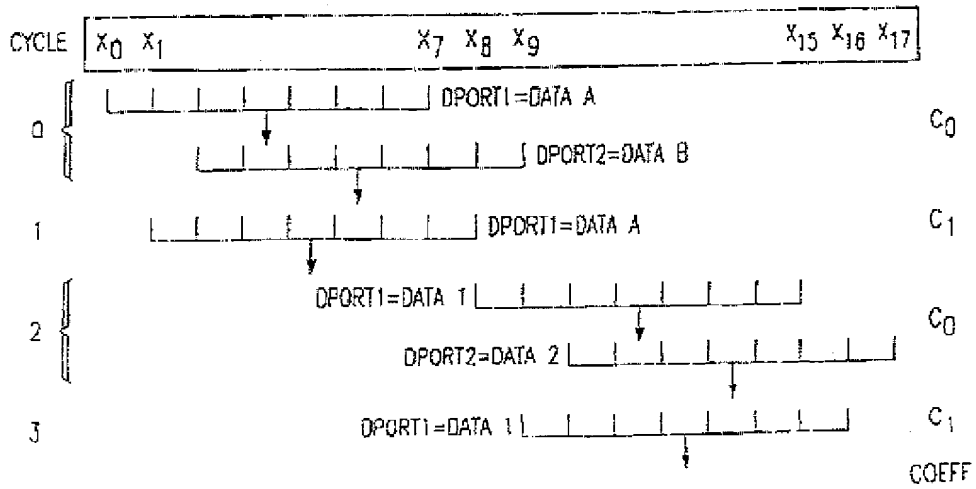 CYCLE X0 X1 X7 X8 X9 X15 X16 X17
DPORT1=DATA A
0 C0
DPORT2=DATA B
1 DPORT1=DATA A C1
DPORT1=DATA 1
2 C0
DPORT2=DATA 2
3 DPORT1=DATA 1 C1
COEFF